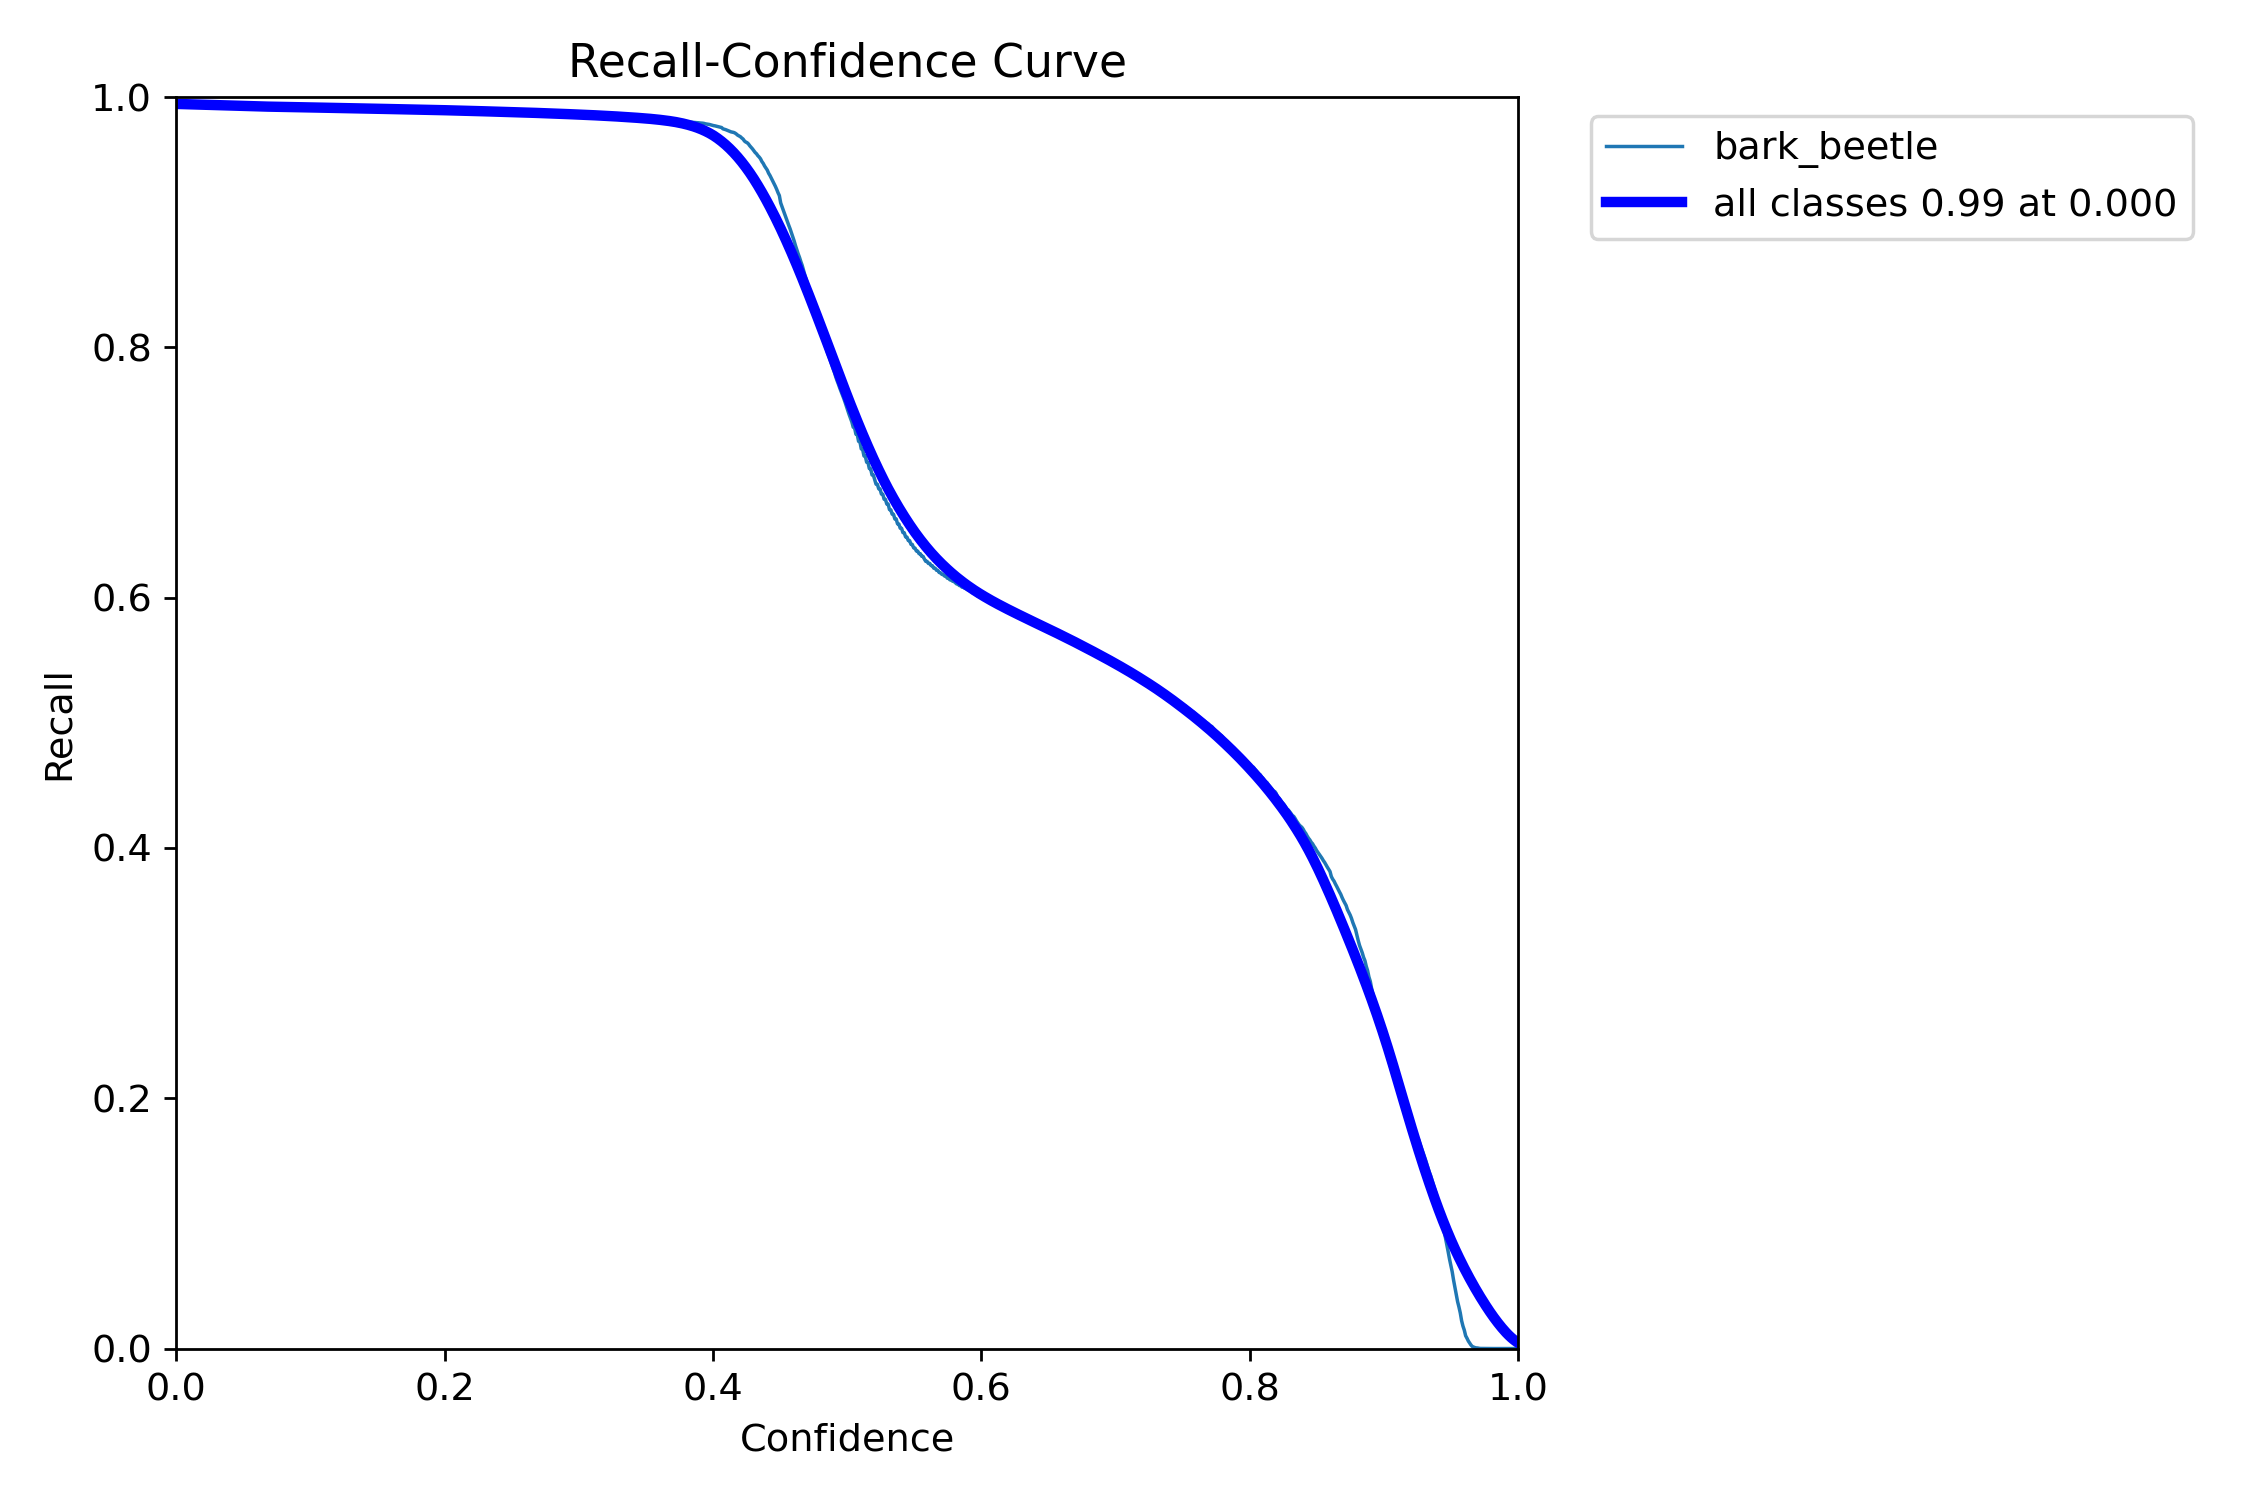 Recall-Confidence Curve
1.0
0.8
0.6
0.4
0.2
0.0
Recall
0.0 0.2 0.4 0.6 0.8 1.0
Confidence
bark_beetle
all classes 0.99 at 0.000